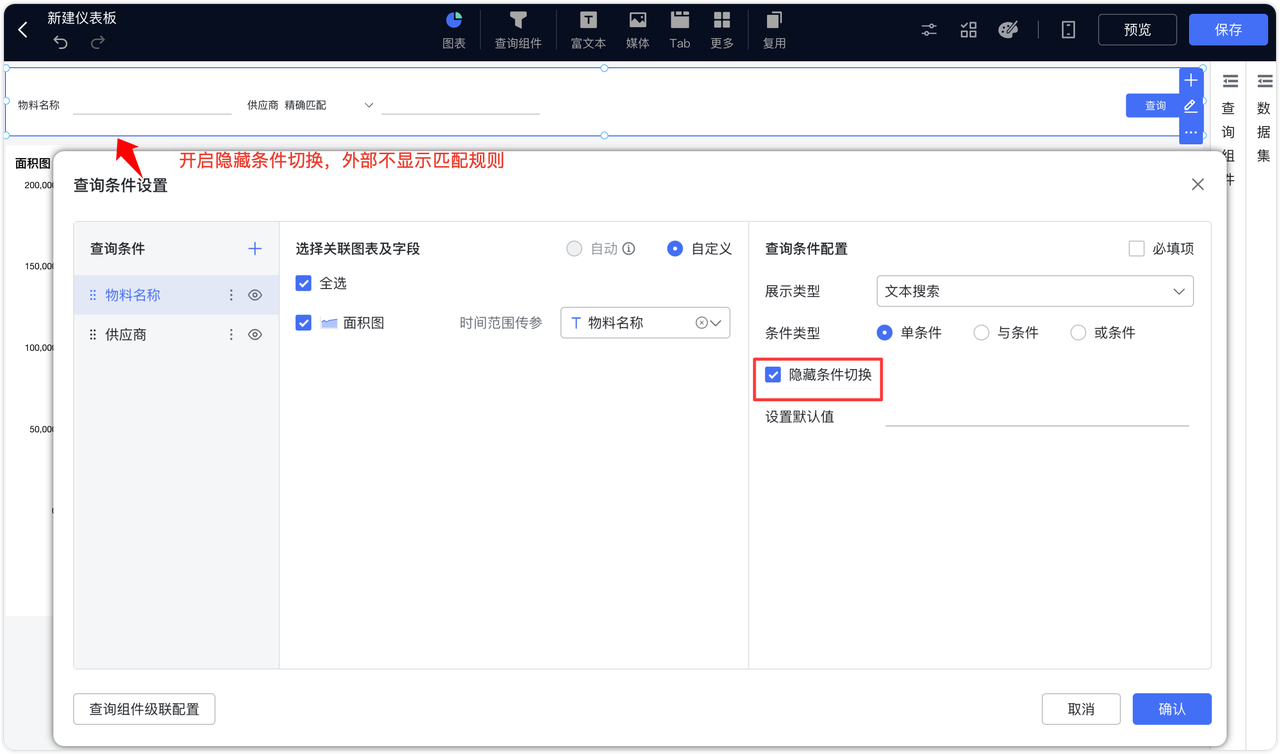 新建仪表板
图表 查询组件 富文本 媒体 Tab 更多 复用
预览 保存
物料名称 供应商 精确匹配 查询
查询组件
数据集
开启隐藏条件切换，外部不显示匹配规则
面积图
200,000
150,000
100,000
50,000
0
查询条件设置
查询条件
物料名称
供应商
选择关联图表及字段 自动 自定义
全选
面积图 时间范围传参 物料名称
查询条件配置 必填项
展示类型 文本搜索
条件类型 单条件 与条件 或条件
隐藏条件切换
设置默认值
查询组件级联配置 取消 确认